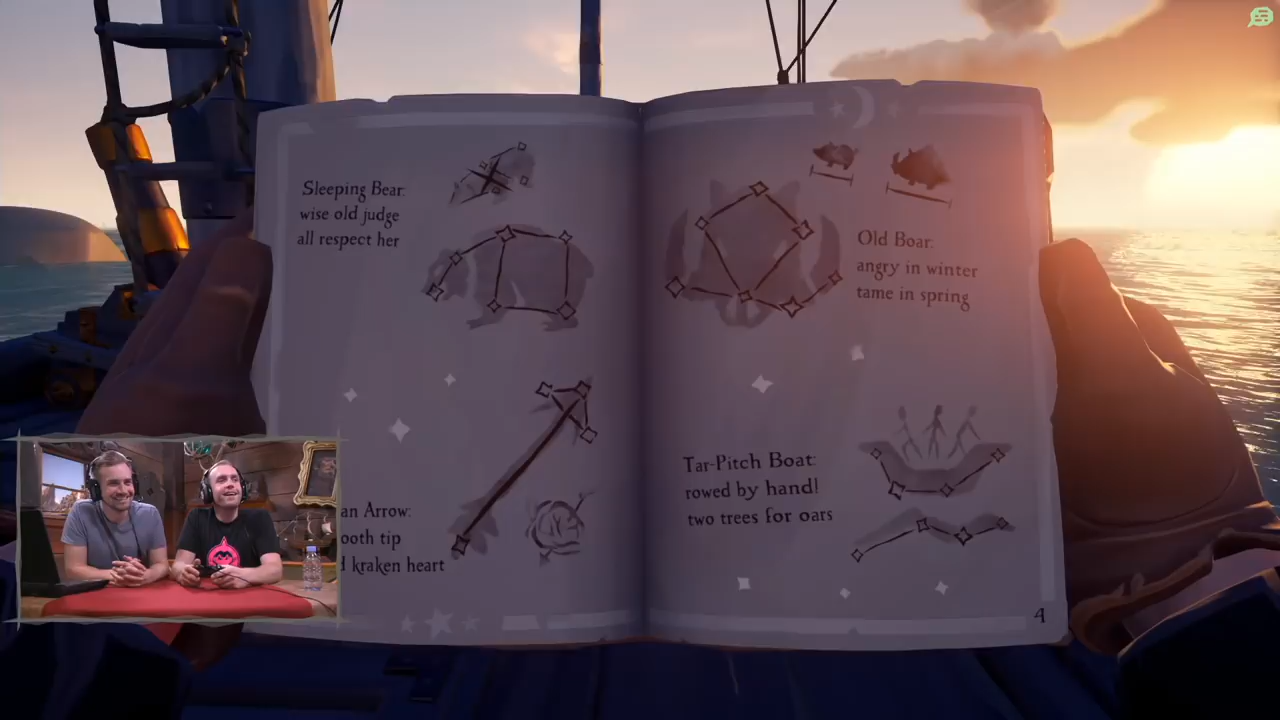 Sleeping Bear:
wise old judge
all respect her
an Arrow:
ooth tip
kraken heart
Old Boar:
angry in winter
tame in spring
Tar-Pitch Boat:
rowed by hand!
two trees for oars
4